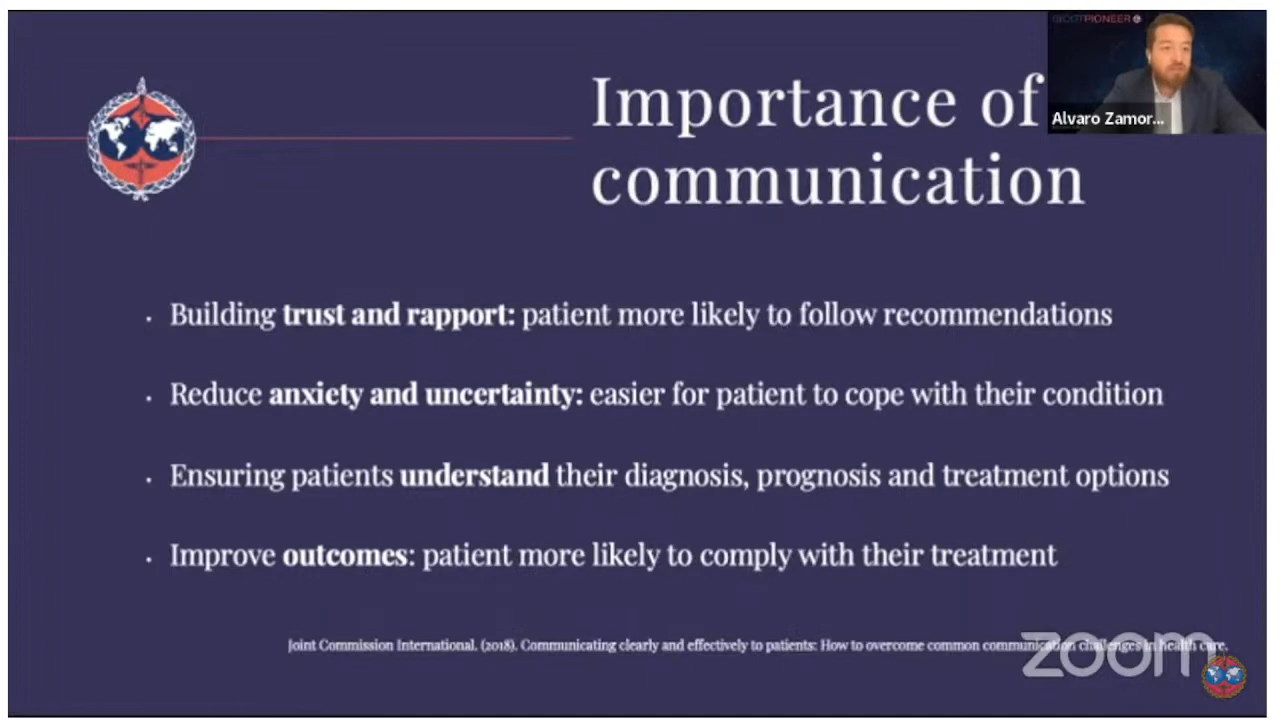 Importance of
communication
Alvaro Zamor...
· Building trust and rapport: patient more likely to follow recommendations
· Reduce anxiety and uncertainty: easier for patient to cope with their condition
· Ensuring patients understand their diagnosis, prognosis and treatment options
· Improve outcomes: patient more likely to comply with their treatment
Joint Commission International. (2018). Communicating clearly and effectively to patients: How to overcome common communication challenges in health care.
zoom